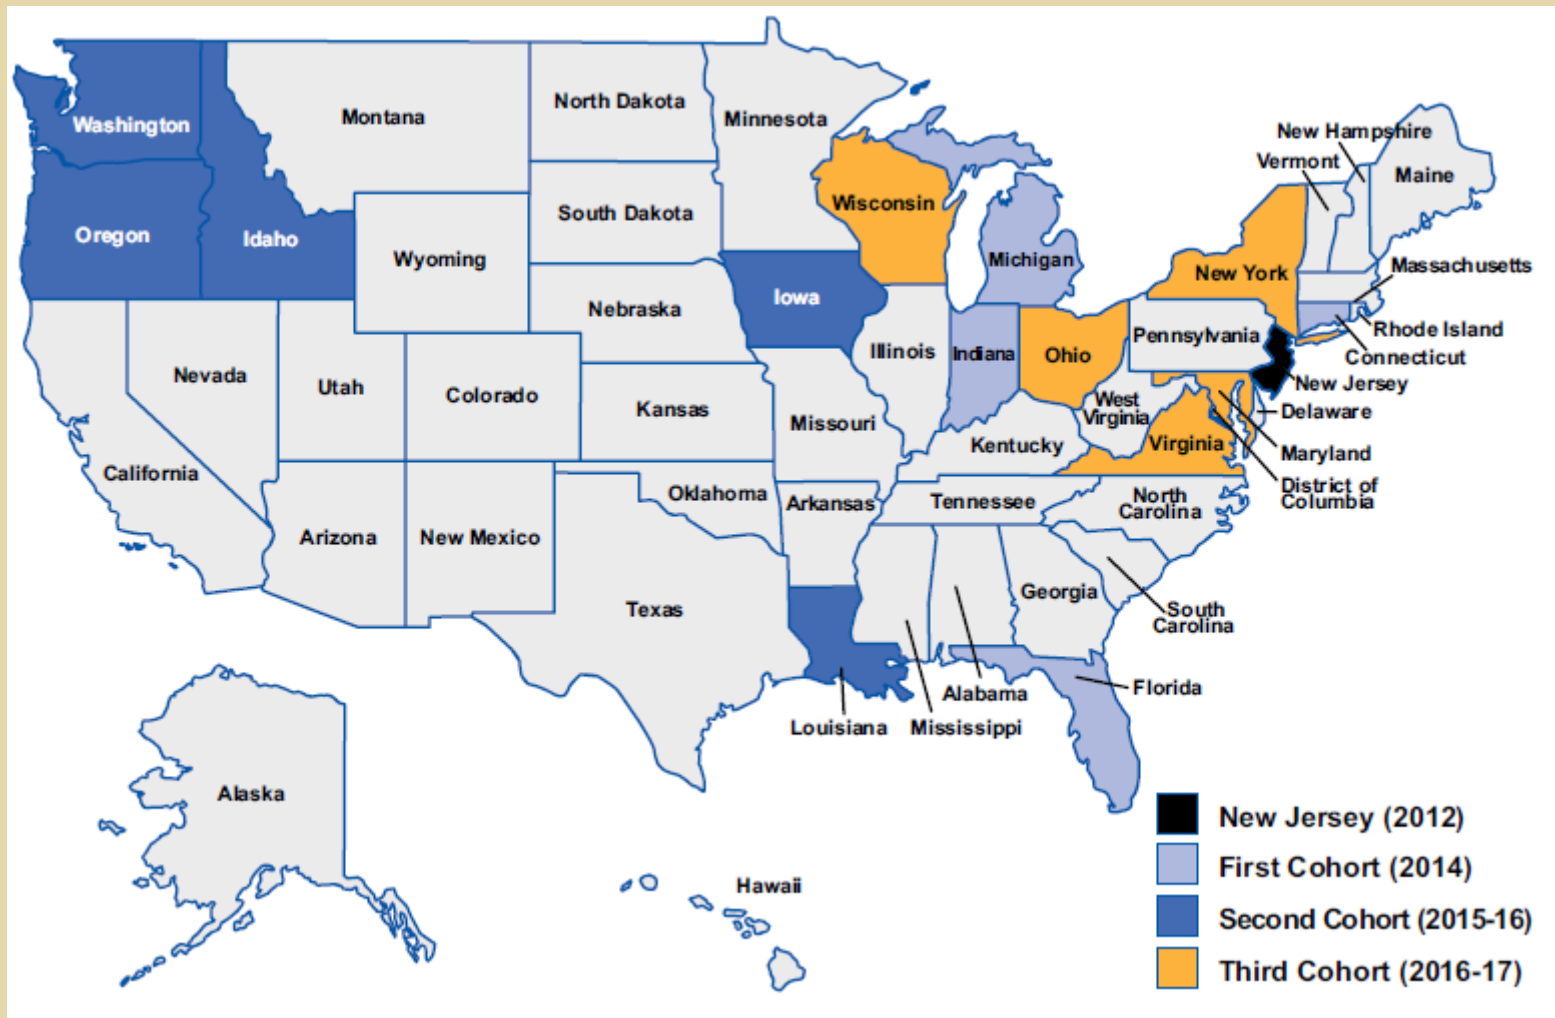 Washington
Montana
North Dakota
Minnesota
New Hampshire
Vermont
Maine
Oregon
Idaho
South Dakota
Wisconsin
Wyoming
Michigan
New York
Massachusetts
Iowa
Nebraska
Illinois
Indiana
Ohio
Pennsylvania
Rhode Island
Connecticut
Nevada
Utah
Colorado
Kansas
Missouri
West
Virginia
New Jersey
Delaware
California
Kentucky
Virginia
Maryland
District of
Columbia
Oklahoma
Arkansas
Tennessee
North
Carolina
Arizona
New Mexico
Texas
Georgia
South
Carolina
Alabama
Florida
Louisiana
Mississippi
Alaska
Hawaii
New Jersey (2012)
First Cohort (2014)
Second Cohort (2015-16)
Third Cohort (2016-17)